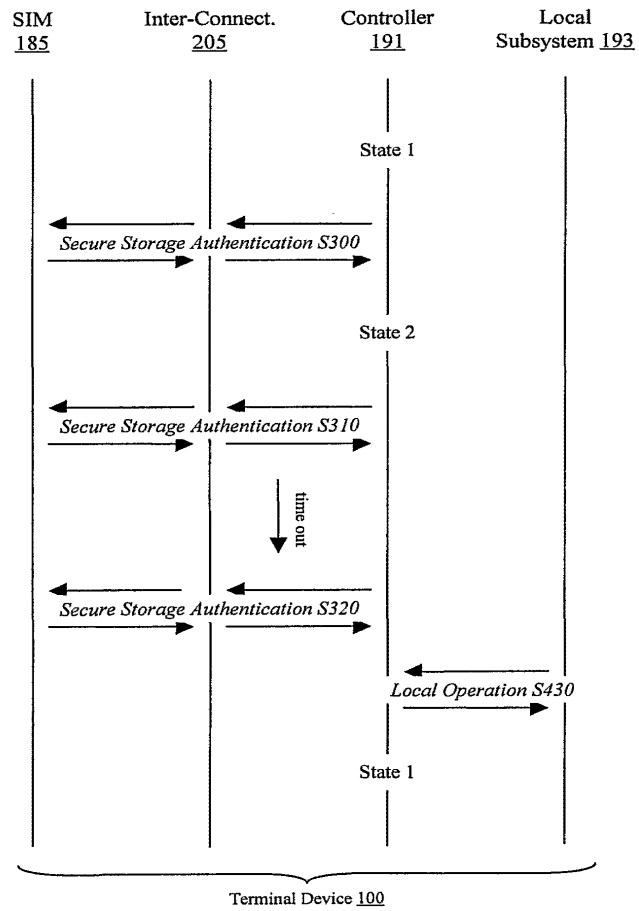 SIM
185
Inter-Connect.
205
Controller
191
Local
Subsystem 193
State 1
Secure Storage Authentication S300
State 2
Secure Storage Authentication S310
time out
Secure Storage Authentication S320
Local Operation S430
State 1
Terminal Device 100